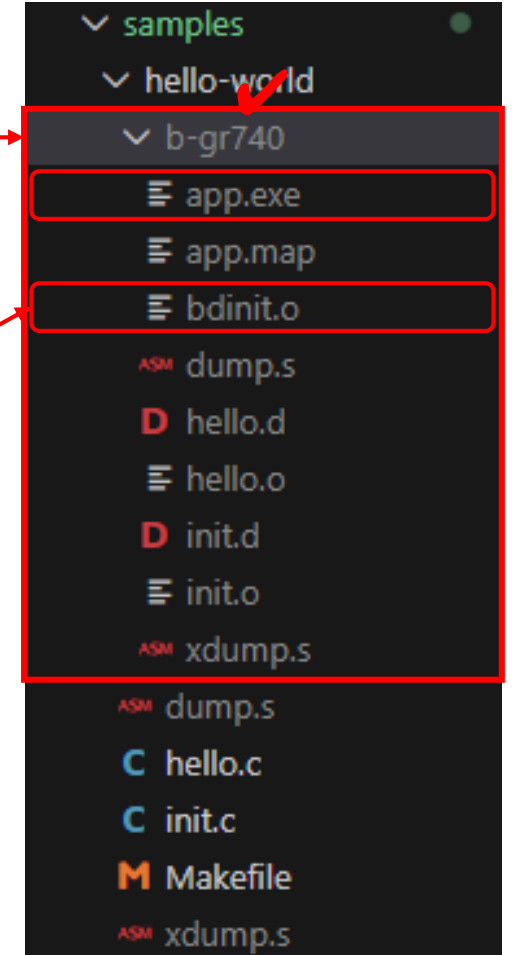 samples
hello-world
b-gr740
app.exe
app.map
bdinit.o
ASM dump.s
D hello.d
hello.o
D init.d
init.o
ASM xdump.s
ASM dump.s
C hello.c
C init.c
M Makefile
ASM xdump.s